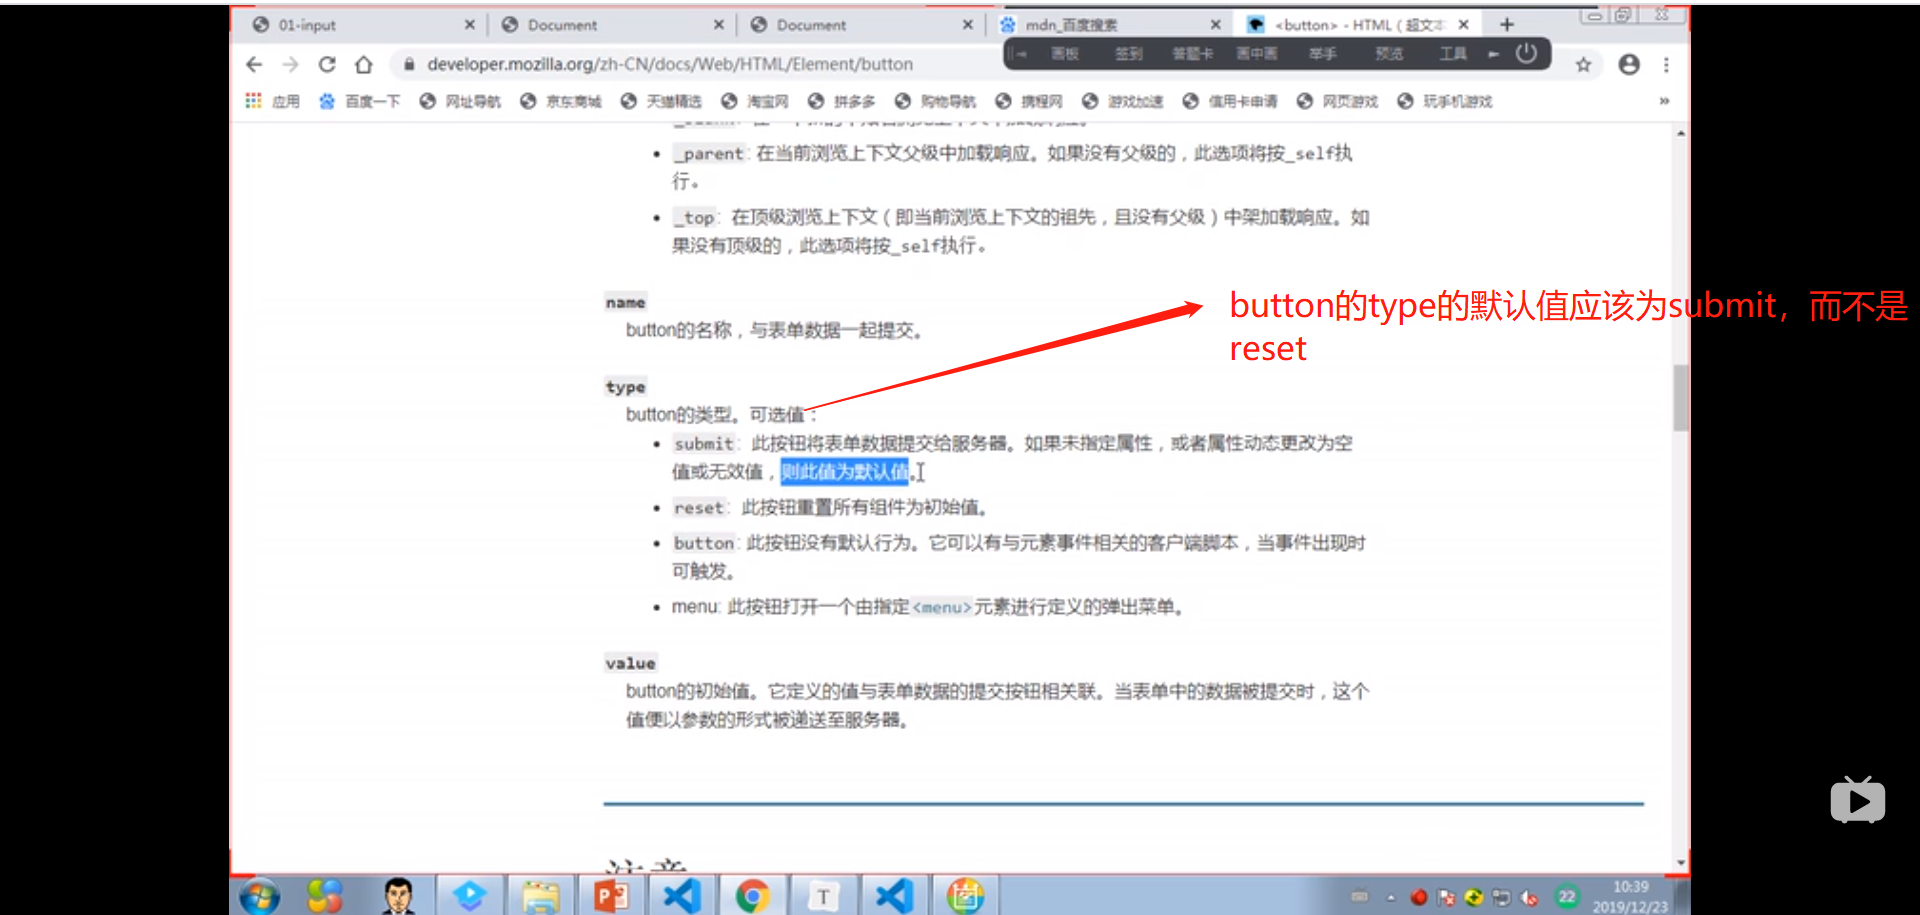 01-input
Document
Document
mdn_百度搜索
<button> - HTML（超文本
画板 签到 答题卡 画中画 举手 预览 工具
developer.mozilla.org/zh-CN/docs/Web/HTML/Element/button
应用 百度一下 网址导航 京东商城 天猫精选 淘宝网 拼多多 购物导航 携程网 游戏加速 信用卡申请 网页游戏 玩手机游戏 »
_parent: 在当前浏览上下文父级中加载响应。如果没有父级的，此选项将按_self执
行。
_top: 在顶级浏览上下文（即当前浏览上下文的祖先，且没有父级）中架加载响应。如
果没有顶级的，此选项将按_self执行。
name
button的名称，与表单数据一起提交。
button的type的默认值应该为submit，而不是
reset
type
button的类型。可选值：
submit: 此按钮将表单数据提交给服务器。如果未指定属性，或者属性动态更改为空
值或无效值，则此值为默认值。
reset: 此按钮重置所有组件为初始值。
button: 此按钮没有默认行为。它可以有与元素事件相关的客户端脚本，当事件出现时
可触发。
menu: 此按钮打开一个由指定<menu>元素进行定义的弹出菜单。
value
button的初始值。它定义的值与表单数据的提交按钮相关联。当表单中的数据被提交时，这个
值便以参数的形式被递送至服务器。
T
22
10:39
2019/12/23